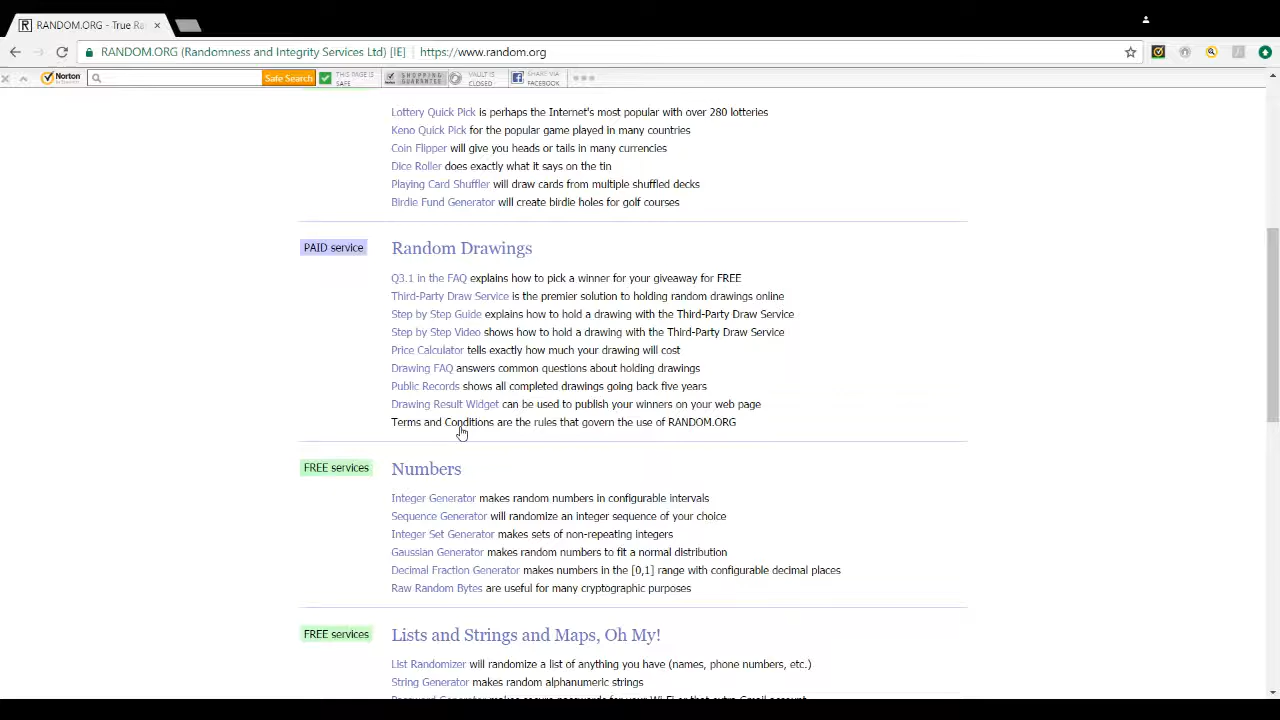 RANDOM.ORG - True Ra
RANDOM.ORG (Randomness and Integrity Services Ltd) [IE] https://www.random.org
Norton
Safe Search
THIS PAGE IS SAFE
SHOPPING GUARANTEE
VAULT IS CLOSED
SHARE VIA FACEBOOK
Lottery Quick Pick is perhaps the Internet's most popular with over 280 lotteries
Keno Quick Pick for the popular game played in many countries
Coin Flipper will give you heads or tails in many currencies
Dice Roller does exactly what it says on the tin
Playing Card Shuffler will draw cards from multiple shuffled decks
Birdie Fund Generator will create birdie holes for golf courses
PAID service
Random Drawings
Q3.1 in the FAQ explains how to pick a winner for your giveaway for FREE
Third-Party Draw Service is the premier solution to holding random drawings online
Step by Step Guide explains how to hold a drawing with the Third-Party Draw Service
Step by Step Video shows how to hold a drawing with the Third-Party Draw Service
Price Calculator tells exactly how much your drawing will cost
Drawing FAQ answers common questions about holding drawings
Public Records shows all completed drawings going back five years
Drawing Result Widget can be used to publish your winners on your web page
Terms and Conditions are the rules that govern the use of RANDOM.ORG
FREE services
Numbers
Integer Generator makes random numbers in configurable intervals
Sequence Generator will randomize an integer sequence of your choice
Integer Set Generator makes sets of non-repeating integers
Gaussian Generator makes random numbers to fit a normal distribution
Decimal Fraction Generator makes numbers in the [0,1] range with configurable decimal places
Raw Random Bytes are useful for many cryptographic purposes
FREE services
Lists and Strings and Maps, Oh My!
List Randomizer will randomize a list of anything you have (names, phone numbers, etc.)
String Generator makes random alphanumeric strings
Password Generator makes secure passwords for your Wi-Fi or that extra Gmail account